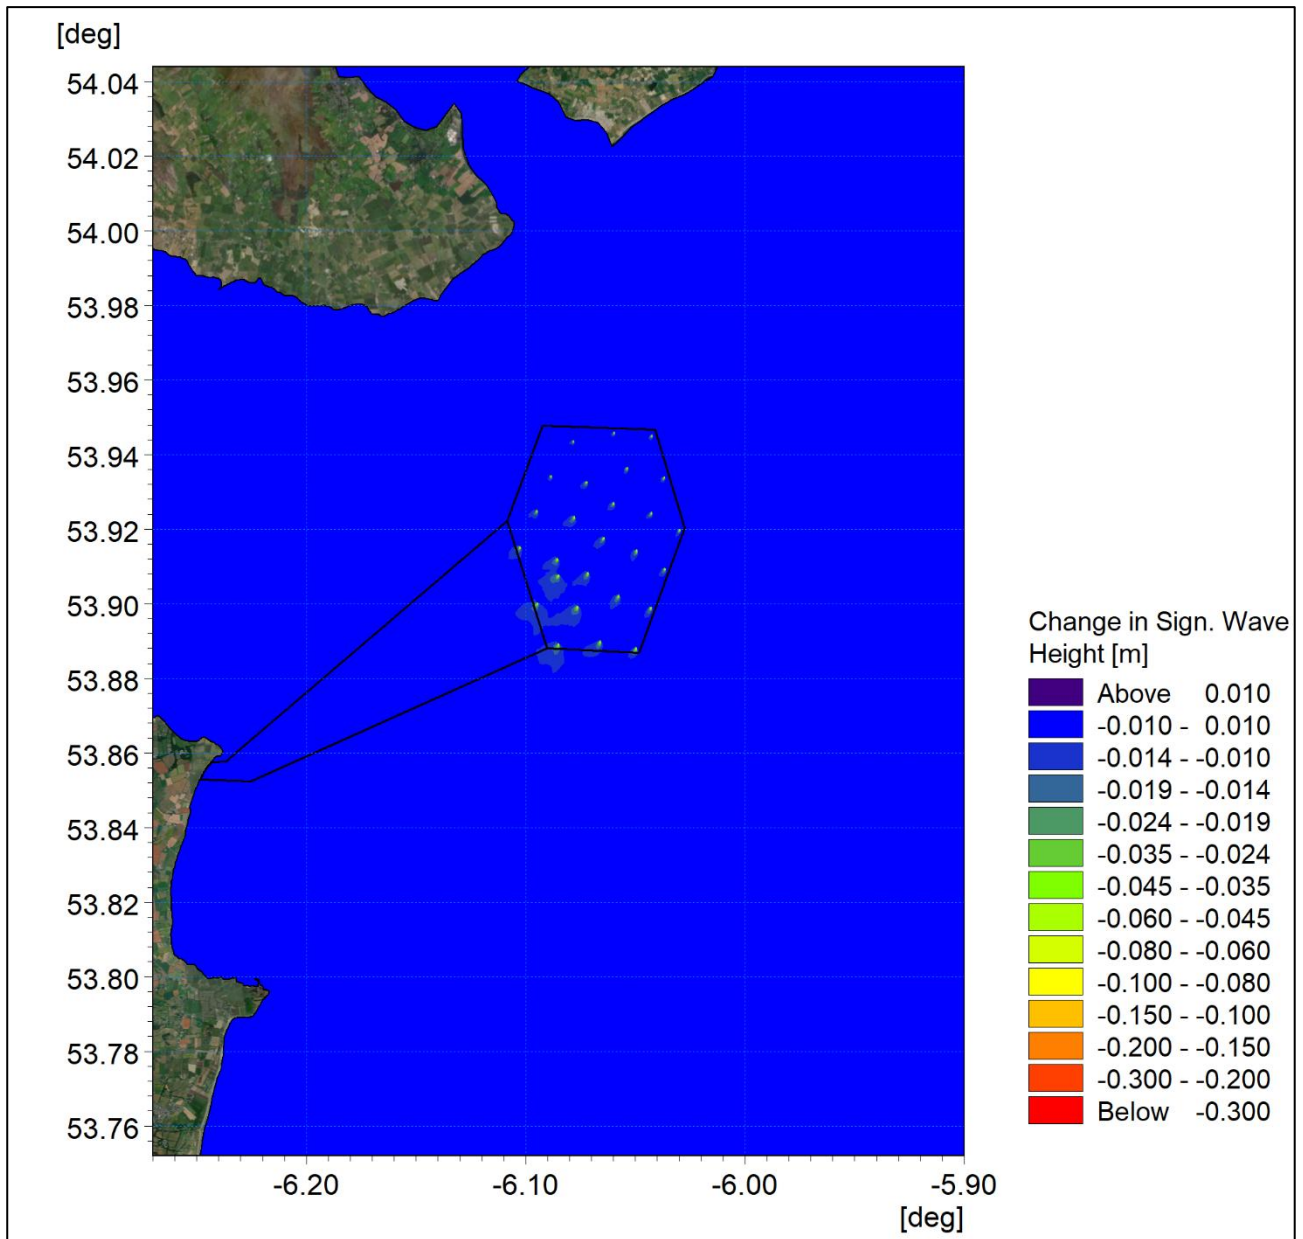 [deg]
54.04
54.02
54.00
53.98
53.96
53.94
53.92
53.90
53.88
53.86
53.84
53.82
53.80
53.78
53.76
-6.20 -6.10 -6.00 -5.90
[deg]
Change in Sign. Wave
Height [m]
Above 0.010
-0.010 - 0.010
-0.014 - -0.010
-0.019 - -0.014
-0.024 - -0.019
-0.035 - -0.024
-0.045 - -0.035
-0.060 - -0.045
-0.080 - -0.060
-0.100 - -0.080
-0.150 - -0.100
-0.200 - -0.150
-0.300 - -0.200
Below -0.300